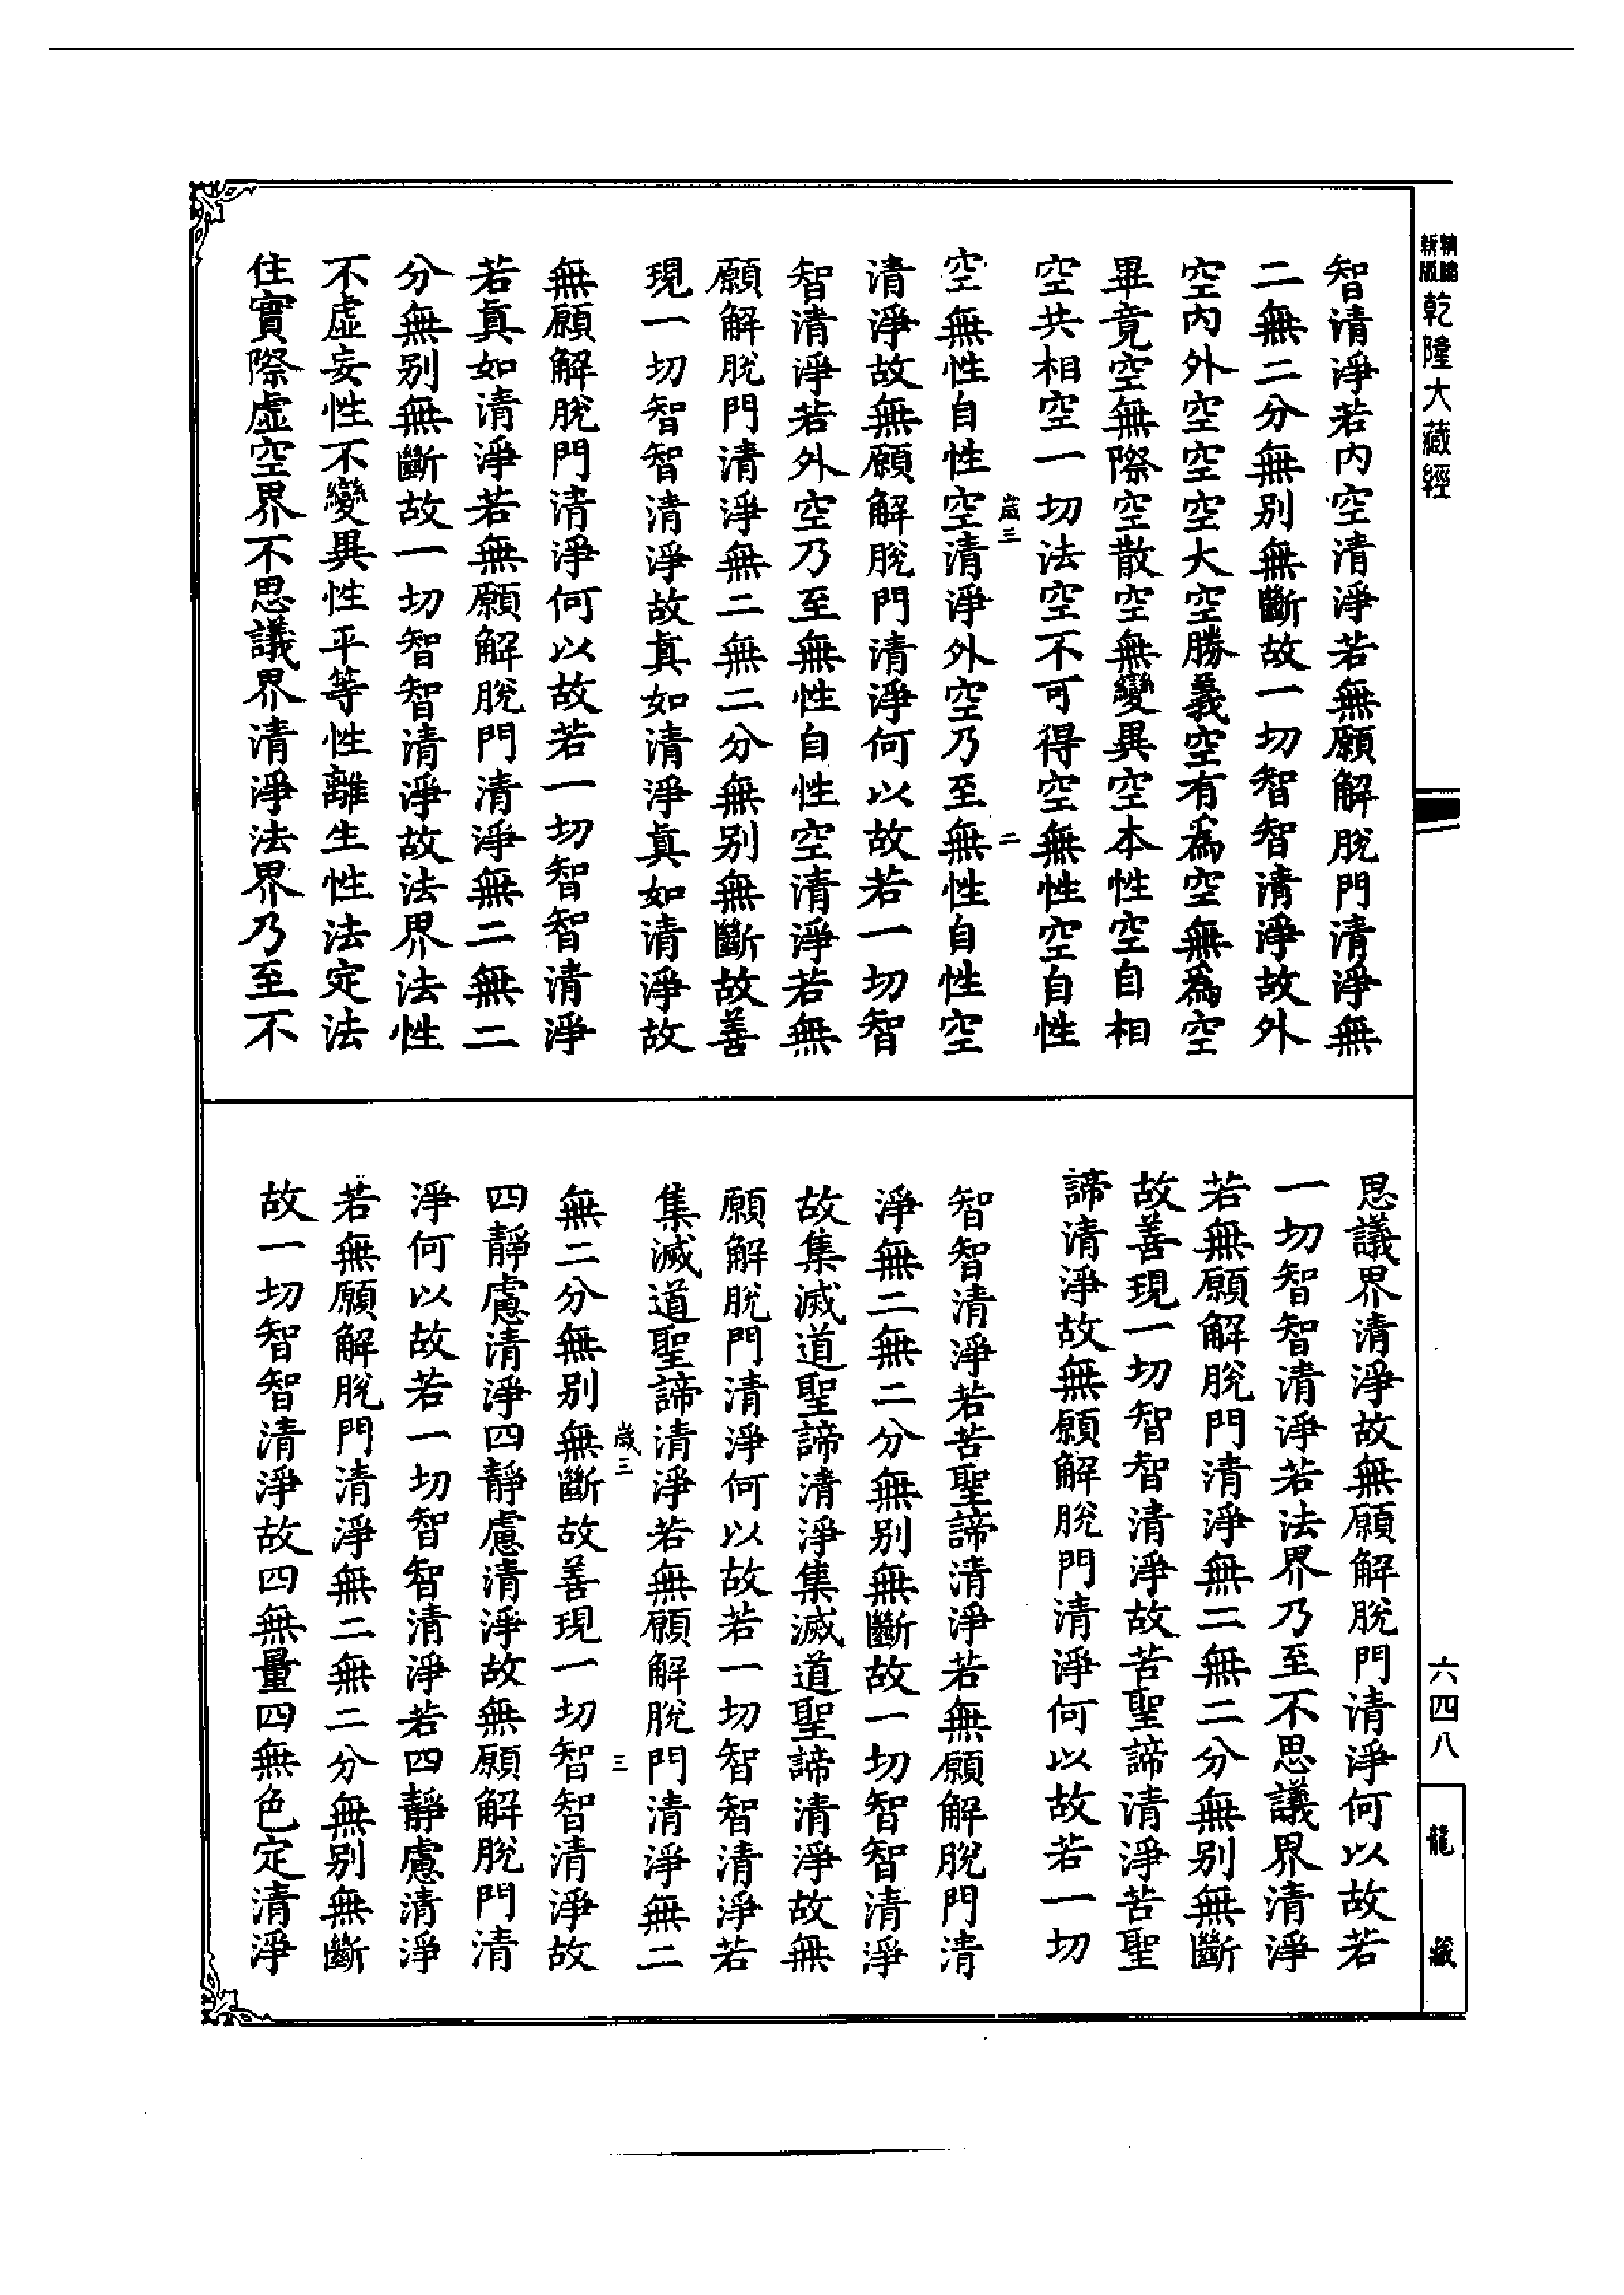 新版
乾隆大藏經
智清淨若內空清淨若無願解脫門清淨無
二無二分無別無斷故一切智智清淨故外
空內外空空空大空勝義空有為空無為空
畢竟空無際空散空無變異空本性空自相
空共相空一切法空不可得空無性空自性
歲三
二
空無性自性空清淨外空乃至無性自性空
清淨故無願解脫門清淨何以故若一切智
智清淨若外空乃至無性自性空清淨若無
願解脫門清淨無二無二分無別無斷故善
現一切智智清淨故真如清淨真如清淨故
無願解脫門清淨何以故若一切智智清淨
若真如清淨若無願解脫門清淨無二無二
分無別無斷故一切智智清淨故法界法性
不虛妄性不變異性平等性離生性法定法
住實際虛空界不思議界清淨法界乃至不
思議界清淨故無願解脫門清淨何以故若
一切智智清淨若法界乃至不思議界清淨
若無願解脫門清淨無二無二分無別無斷
故善現一切智智清淨故苦聖諦清淨苦聖
諦清淨故無願解脫門清淨何以故若一切
智智清淨若苦聖諦清淨若無願解脫門清
淨無二無二分無別無斷故一切智智清淨
故集滅道聖諦清淨集滅道聖諦清淨故無
願解脫門清淨何以故若一切智智清淨若
集滅道聖諦清淨若無願解脫門清淨無二
歲三
三
無二分無別無斷故善現一切智智清淨故
四靜慮清淨四靜慮清淨故無願解脫門清
淨何以故若一切智智清淨若四靜慮清淨
若無願解脫門清淨無二無二分無別無斷
故一切智智清淨故四無量四無色定清淨
六四八
龍藏